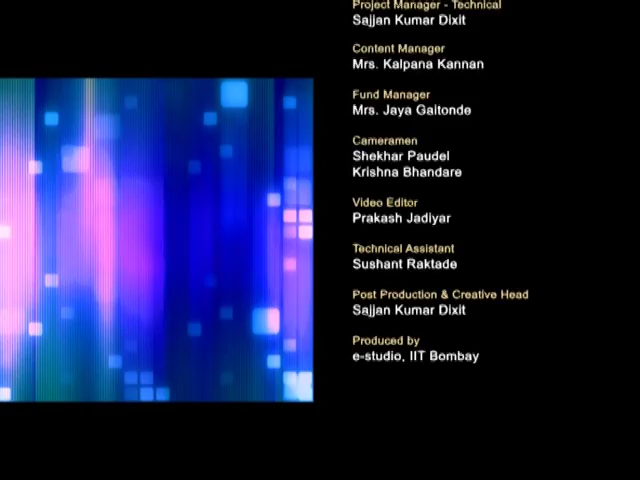 Project Manager - Technical
Sajjan Kumar Dixit
Content Manager
Mrs. Kalpana Kannan
Fund Manager
Mrs. Jaya Gaitonde
Cameramen
Shekhar Paudel
Krishna Bhandare
Video Editor
Prakash Jadiyar
Technical Assistant
Sushant Raktade
Post Production & Creative Head
Sajjan Kumar Dixit
Produced by
e-studio, IIT Bombay